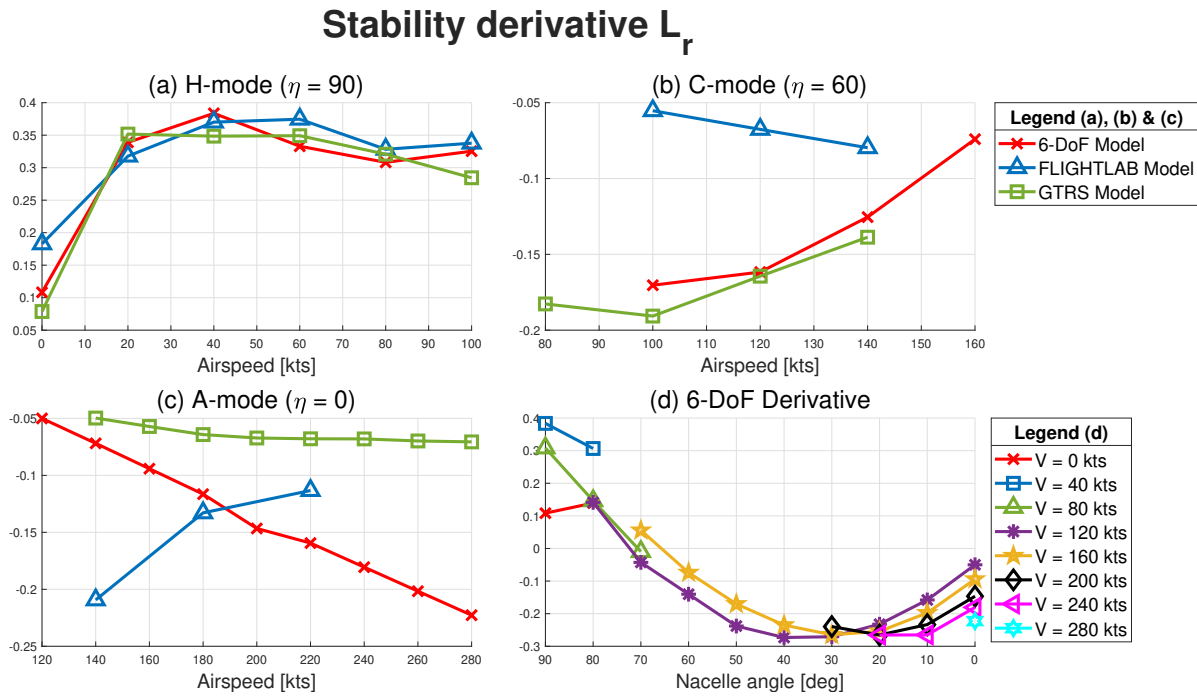 Stability derivative L_r
(a) H-mode (η = 90)
0.4
0.35
0.3
0.25
0.2
0.15
0.1
0.05
0 10 20 30 40 50 60 70 80 90 100
Airspeed [kts]
(b) C-mode (η = 60)
-0.05
-0.1
-0.15
-0.2
80 90 100 110 120 130 140 150 160
Airspeed [kts]
Legend (a), (b) & (c)
6-DoF Model
FLIGHTLAB Model
GTRS Model
(c) A-mode (η = 0)
-0.05
-0.1
-0.15
-0.2
-0.25
120 140 160 180 200 220 240 260 280
Airspeed [kts]
(d) 6-DoF Derivative
0.4
0.3
0.2
0.1
0
-0.1
-0.2
-0.3
90 80 70 60 50 40 30 20 10 0
Nacelle angle [deg]
Legend (d)
V = 0 kts
V = 40 kts
V = 80 kts
V = 120 kts
V = 160 kts
V = 200 kts
V = 240 kts
V = 280 kts